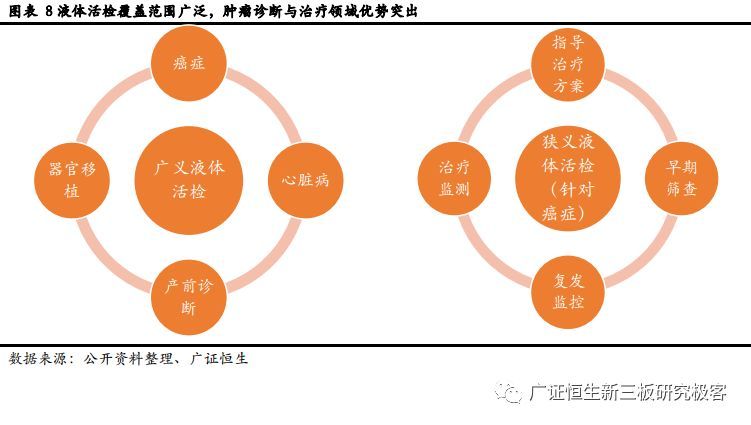 图表 8 液体活检覆盖范围广泛，肿瘤诊断与治疗领域优势突出
癌症
器官移
植
广义液体
活检
心脏病
产前诊
断
指导
治疗
方案
治疗
监测
狭义液
体活检
（针对
癌症）
早期
筛查
复发
监控
数据来源：公开资料整理、广证恒生
广证恒生新三板研究极客